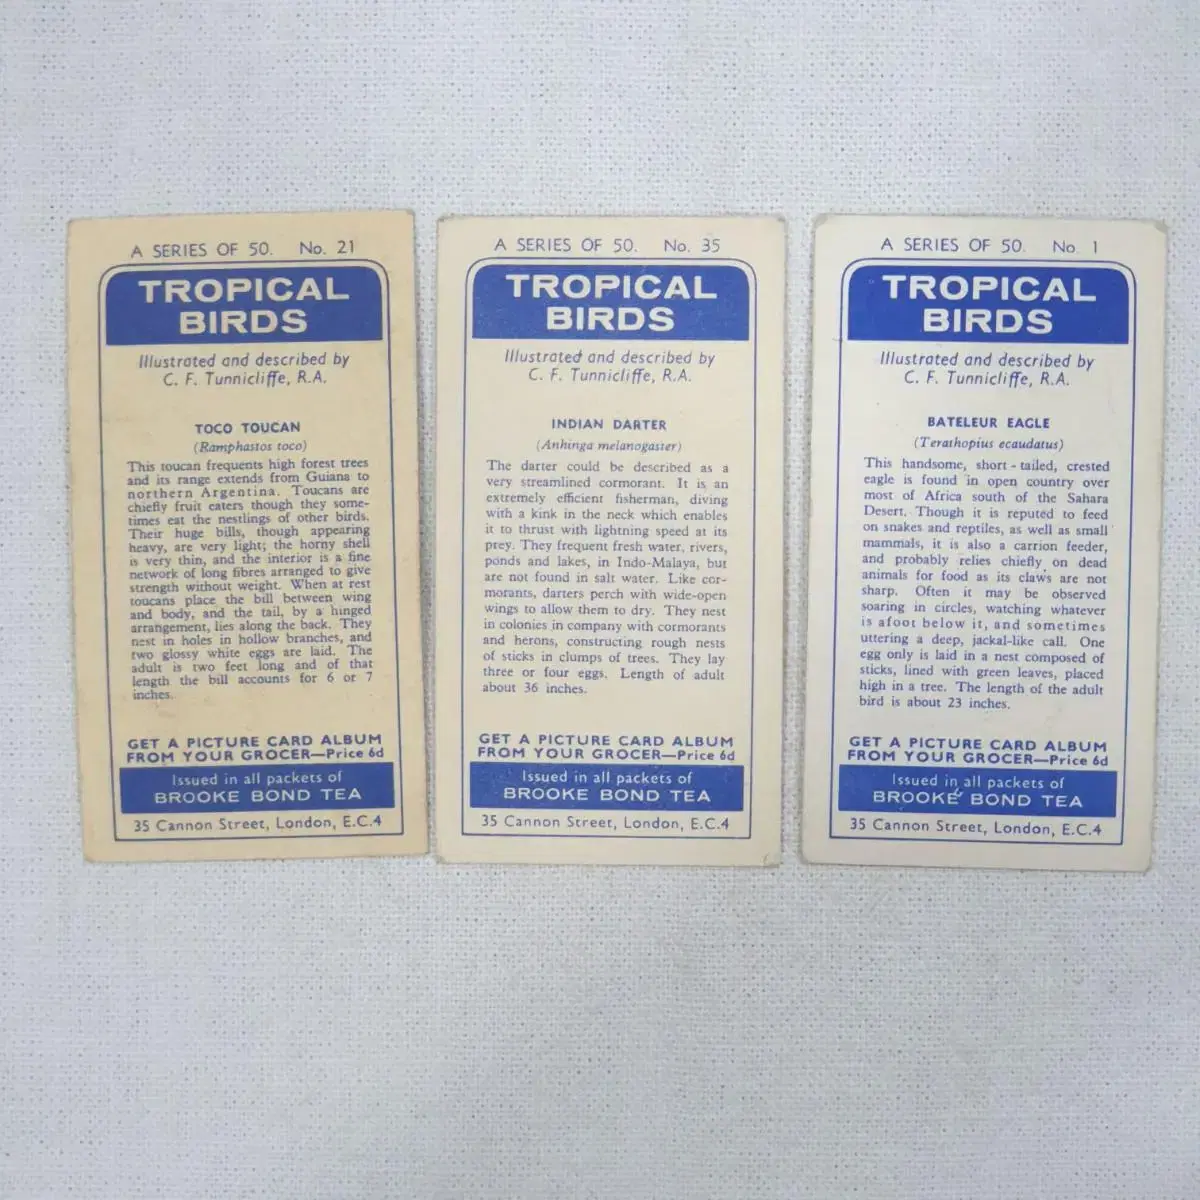 A SERIES OF 50. No. 21
TROPICAL
BIRDS
Illustrated and described by
C. F. Tunnicliffe, R.A.
TOCO TOUCAN
(Ramphastos toco)
This toucan frequents high forest trees
and its range extends from Guiana to
northern Argentina. Toucans are
chiefly fruit eaters though they some-
times eat the nestlings of other birds.
Their huge bills, though appearing
heavy, are very light; the horny shell
is very thin, and the interior is a fine
network of long fibres arranged to give
strength without weight. When at rest
toucans place the bill between wing
and body, and the tail, by a hinged
arrangement, lies along the back. They
nest in holes in hollow branches, and
two glossy white eggs are laid. The
adult is two feet long and of that
length the bill accounts for 6 or 7
inches.
GET A PICTURE CARD ALBUM
FROM YOUR GROCER—Price 6d
Issued in all packets of
BROOKE BOND TEA
35 Cannon Street, London, E.C.4
A SERIES OF 50. No. 35
TROPICAL
BIRDS
Illustrated and described by
C. F. Tunnicliffe, R.A.
INDIAN DARTER
(Anhinga melanogaster)
The darter could be described as a
very streamlined cormorant. It is an
extremely efficient fisherman, diving
with a kink in the neck which enables
it to thrust with lightning speed at its
prey. They frequent fresh water, rivers,
ponds and lakes, in Indo-Malaya, but
are not found in salt water. Like cor-
morants, darters perch with wide-open
wings to allow them to dry. They nest
in colonies in company with cormorants
and herons, constructing rough nests
of sticks in clumps of trees. They lay
three or four eggs. Length of adult
about 36 inches.
GET A PICTURE CARD ALBUM
FROM YOUR GROCER—Price 6d
Issued in all packets of
BROOKE BOND TEA
35 Cannon Street, London, E.C.4
A SERIES OF 50. No. 1
TROPICAL
BIRDS
Illustrated and described by
C. F. Tunnicliffe, R.A.
BATELEUR EAGLE
(Terathopius ecaudatus)
This handsome, short-tailed, crested
eagle is found in open country over
most of Africa south of the Sahara
Desert. Though it is reputed to feed
on snakes and reptiles, as well as small
mammals, it is also a carrion feeder,
and probably relies chiefly on dead
animals for food as its claws are not
sharp. Often it may be observed
soaring in circles, watching whatever
is afoot below it, and sometimes
uttering a deep, jackal-like call. One
egg only is laid in a nest composed of
sticks, lined with green leaves, placed
high in a tree. The length of the adult
bird is about 23 inches.
GET A PICTURE CARD ALBUM
FROM YOUR GROCER—Price 6d
Issued in all packets of
BROOKE BOND TEA
35 Cannon Street, London, E.C.4